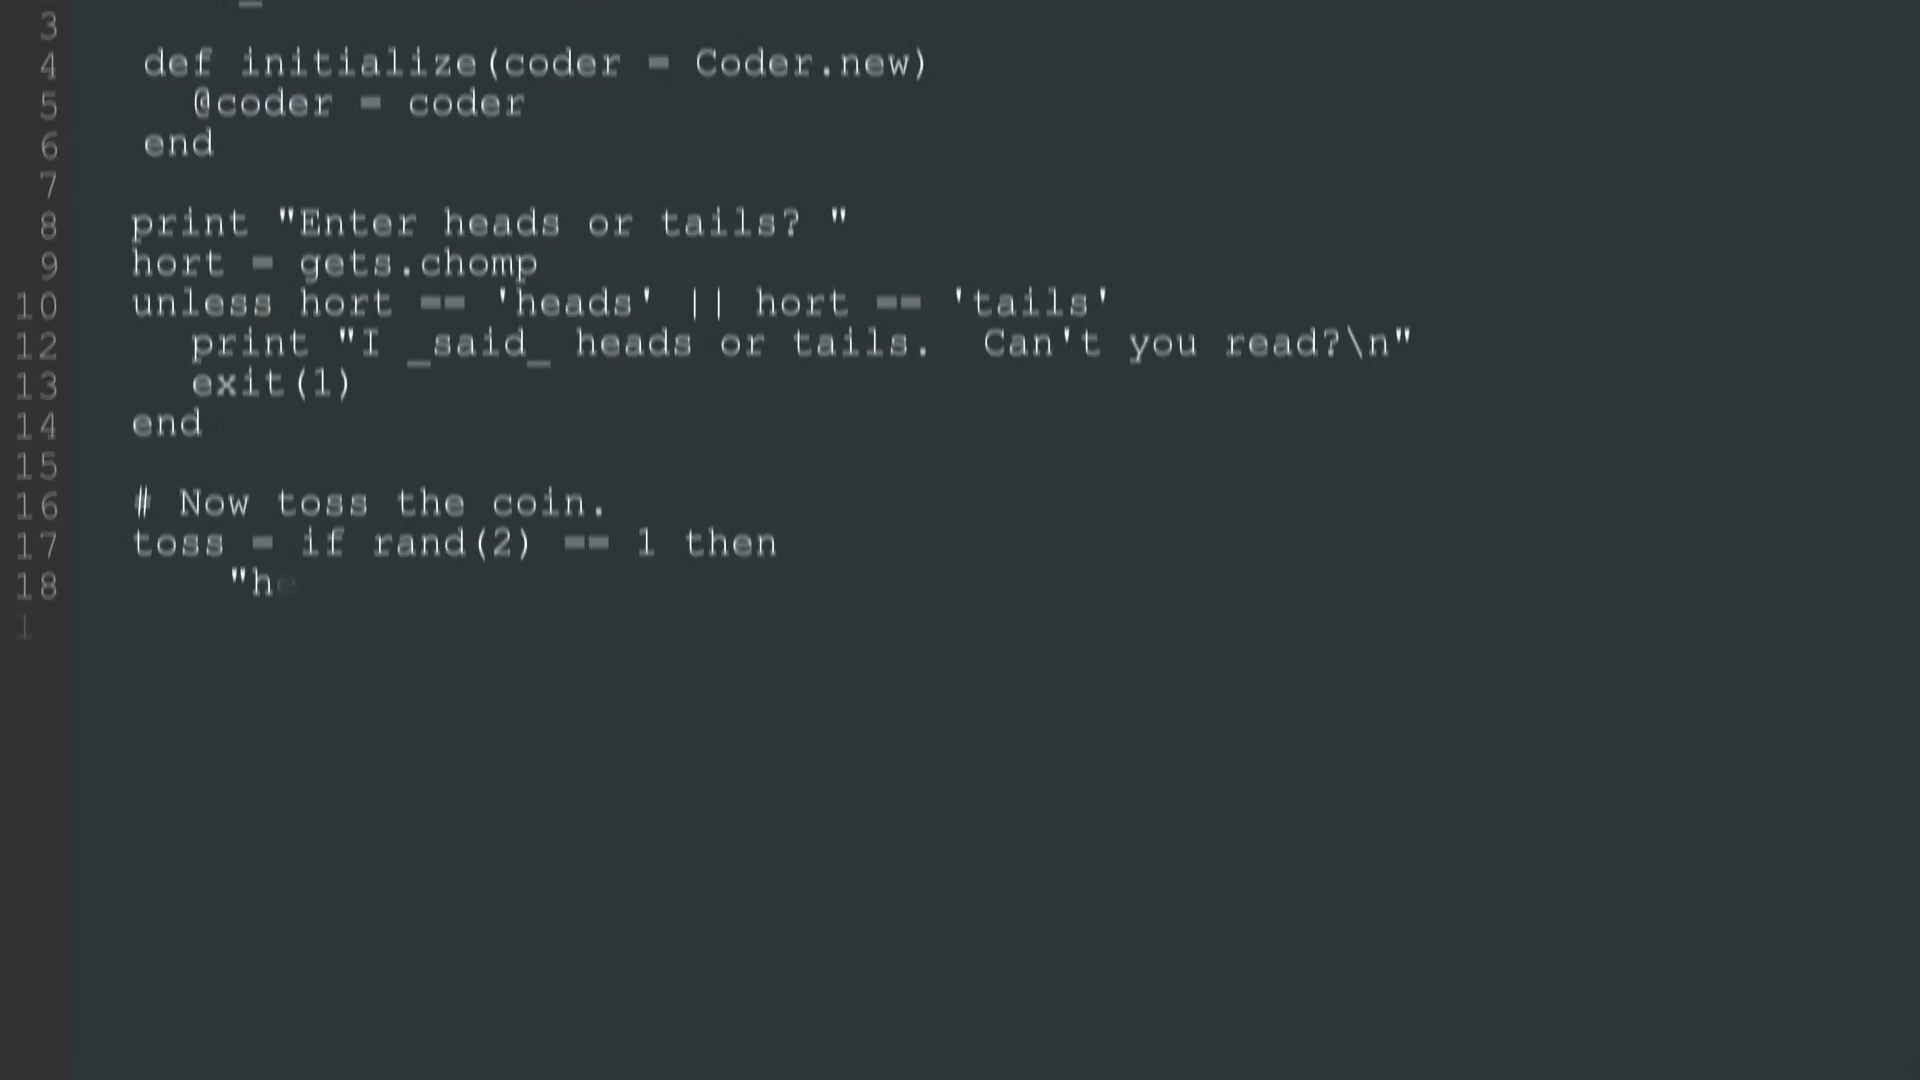 3
4 def initialize(coder = Coder.new)
5 @coder = coder
6 end
7
8 print "Enter heads or tails? "
9 hort = gets.chomp
10 unless hort == 'heads' || hort == 'tails'
12 print "I _said_ heads or tails.  Can't you read?\n"
13 exit(1)
14 end
15
16 # Now toss the coin.
17 toss = if rand(2) == 1 then
18 "he
1